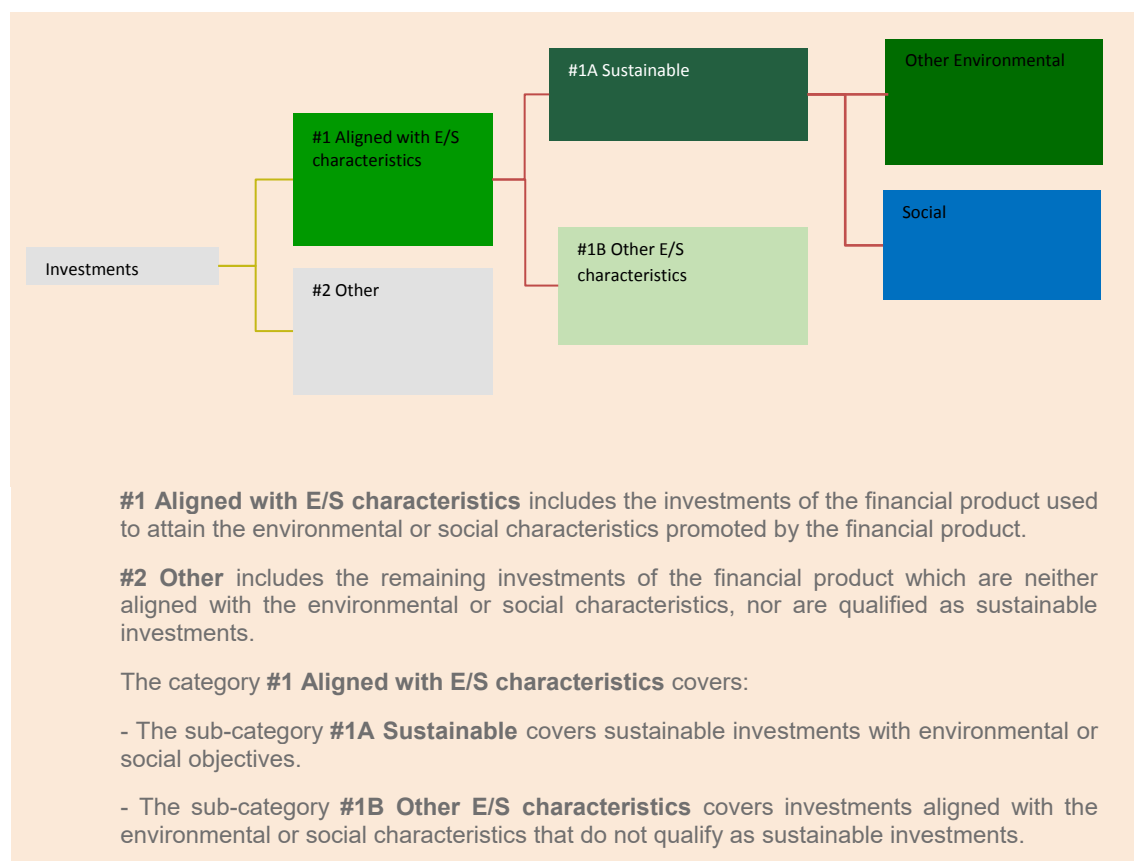 #1A Sustainable
Other Environmental
#1 Aligned with E/S
characteristics
Social
#1B Other E/S
characteristics
Investments
#2 Other
#1 Aligned with E/S characteristics includes the investments of the financial product used
to attain the environmental or social characteristics promoted by the financial product.
#2 Other includes the remaining investments of the financial product which are neither
aligned with the environmental or social characteristics, nor are qualified as sustainable
investments.
The category #1 Aligned with E/S characteristics covers:
- The sub-category #1A Sustainable covers sustainable investments with environmental or
social objectives.
- The sub-category #1B Other E/S characteristics covers investments aligned with the
environmental or social characteristics that do not qualify as sustainable investments.